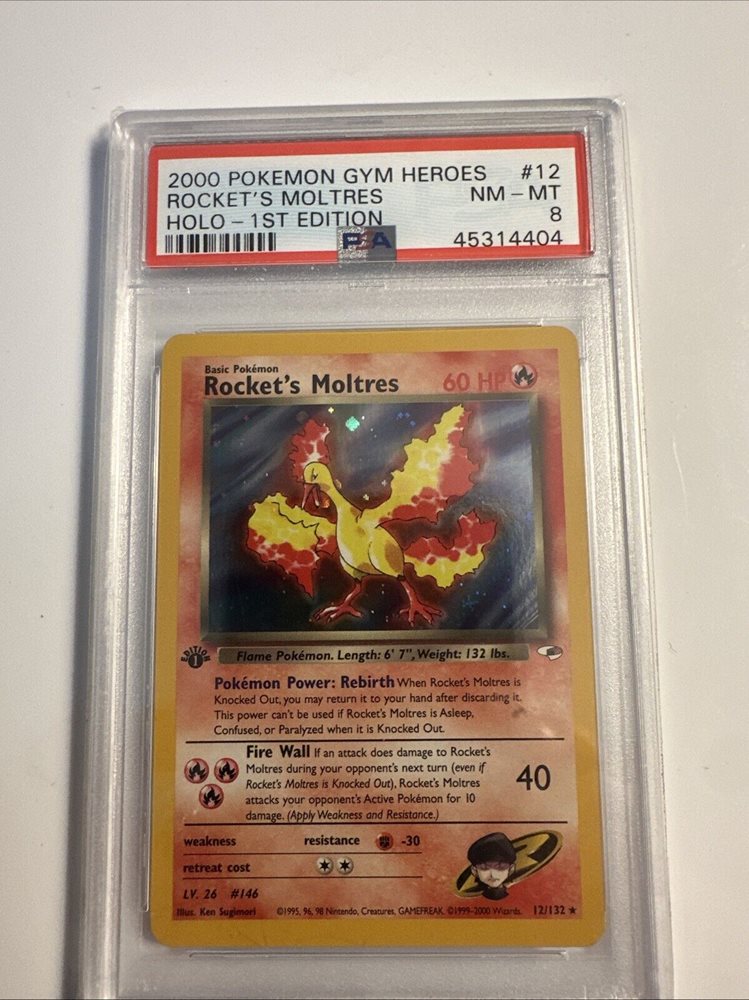 2000 POKEMON GYM HEROES #12
ROCKET'S MOLTRES NM - MT
HOLO - 1ST EDITION 8
PSA 45314404
Basic Pokémon
Rocket's Moltres 60 HP
EDITION
1
Flame Pokémon. Length: 6' 7", Weight: 132 lbs.
Pokémon Power: Rebirth When Rocket's Moltres is
Knocked Out, you may return it to your hand after discarding it.
This power can't be used if Rocket's Moltres is Asleep,
Confused, or Paralyzed when it is Knocked Out.
Fire Wall If an attack does damage to Rocket's
Moltres during your opponent's next turn (even if
Rocket's Moltres is Knocked Out), Rocket's Moltres
attacks your opponent's Active Pokémon for 10
damage. (Apply Weakness and Resistance.)
40
weakness resistance -30
retreat cost
LV. 26 #146
Illus. Ken Sugimori ©1995, 96, 98 Nintendo, Creatures, GAMEFREAK. ©1999-2000 Wizards. 12/132 ★